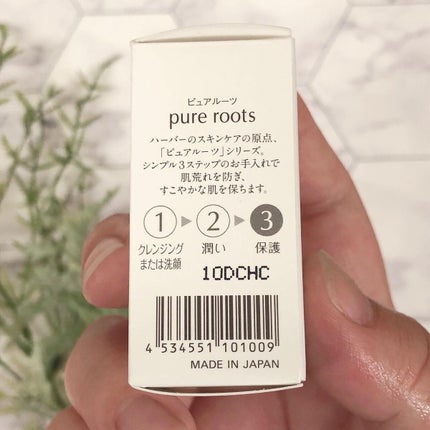 ピュアルーツ
pure roots
ハーバーのスキンケアの原点、
「ピュアルーツ」シリーズ。
シンプル3ステップのお手入れで
肌荒れを防ぎ、
すこやかな肌を保ちます。
1 ▶ 2 ▶ 3
クレンジング または洗顔 潤い 保護
10DCHC
4 534551 101009
MADE IN JAPAN